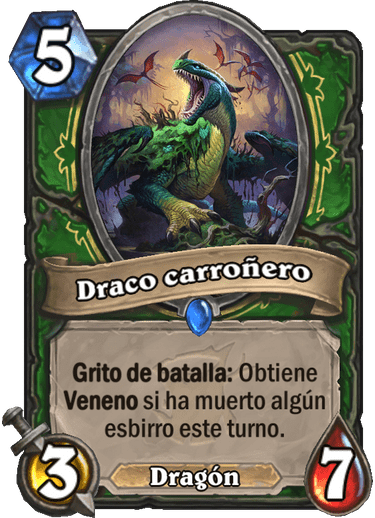 5
Draco carroñero
Grito de batalla: Obtiene
Veneno si ha muerto algún
esbirro este turno.
3
Dragón
7